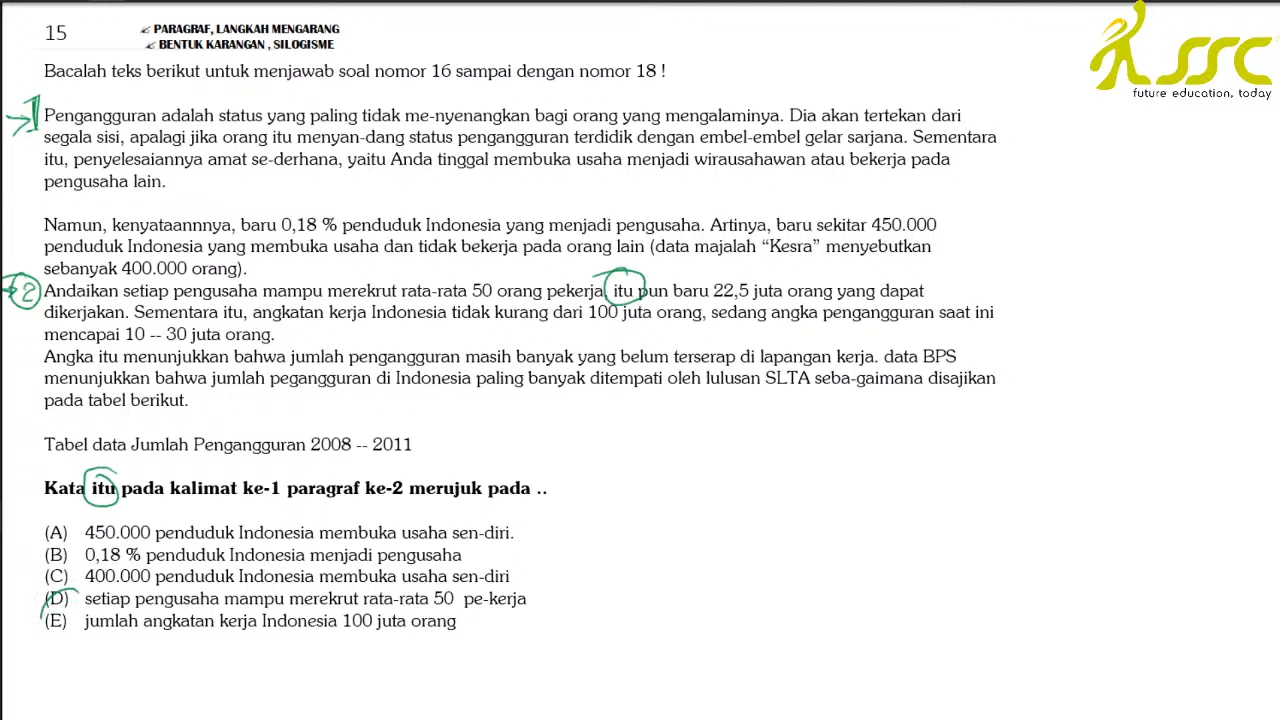 15
PARAGRAF, LANGKAH MENGARANG
BENTUK KARANGAN , SILOGISME
SSC
future education, today
Bacalah teks berikut untuk menjawab soal nomor 16 sampai dengan nomor 18 !
1
Pengangguran adalah status yang paling tidak me-nyenangkan bagi orang yang mengalaminya. Dia akan tertekan dari
segala sisi, apalagi jika orang itu menyan-dang status pengangguran terdidik dengan embel-embel gelar sarjana. Sementara
itu, penyelesaiannya amat se-derhana, yaitu Anda tinggal membuka usaha menjadi wirausahawan atau bekerja pada
pengusaha lain.
Namun, kenyataannnya, baru 0,18 % penduduk Indonesia yang menjadi pengusaha. Artinya, baru sekitar 450.000
penduduk Indonesia yang membuka usaha dan tidak bekerja pada orang lain (data majalah “Kesra” menyebutkan
sebanyak 400.000 orang).
2
Andaikan setiap pengusaha mampu merekrut rata-rata 50 orang pekerja, itu pun baru 22,5 juta orang yang dapat
dikerjakan. Sementara itu, angkatan kerja Indonesia tidak kurang dari 100 juta orang, sedang angka pengangguran saat ini
mencapai 10 -- 30 juta orang.
Angka itu menunjukkan bahwa jumlah pengangguran masih banyak yang belum terserap di lapangan kerja. data BPS
menunjukkan bahwa jumlah pegangguran di Indonesia paling banyak ditempati oleh lulusan SLTA seba-gaimana disajikan
pada tabel berikut.
Tabel data Jumlah Pengangguran 2008 -- 2011
Kata itu pada kalimat ke-1 paragraf ke-2 merujuk pada ..
(A) 450.000 penduduk Indonesia membuka usaha sen-diri.
(B) 0,18 % penduduk Indonesia menjadi pengusaha
(C) 400.000 penduduk Indonesia membuka usaha sen-diri
(D) setiap pengusaha mampu merekrut rata-rata 50 pe-kerja
(E) jumlah angkatan kerja Indonesia 100 juta orang